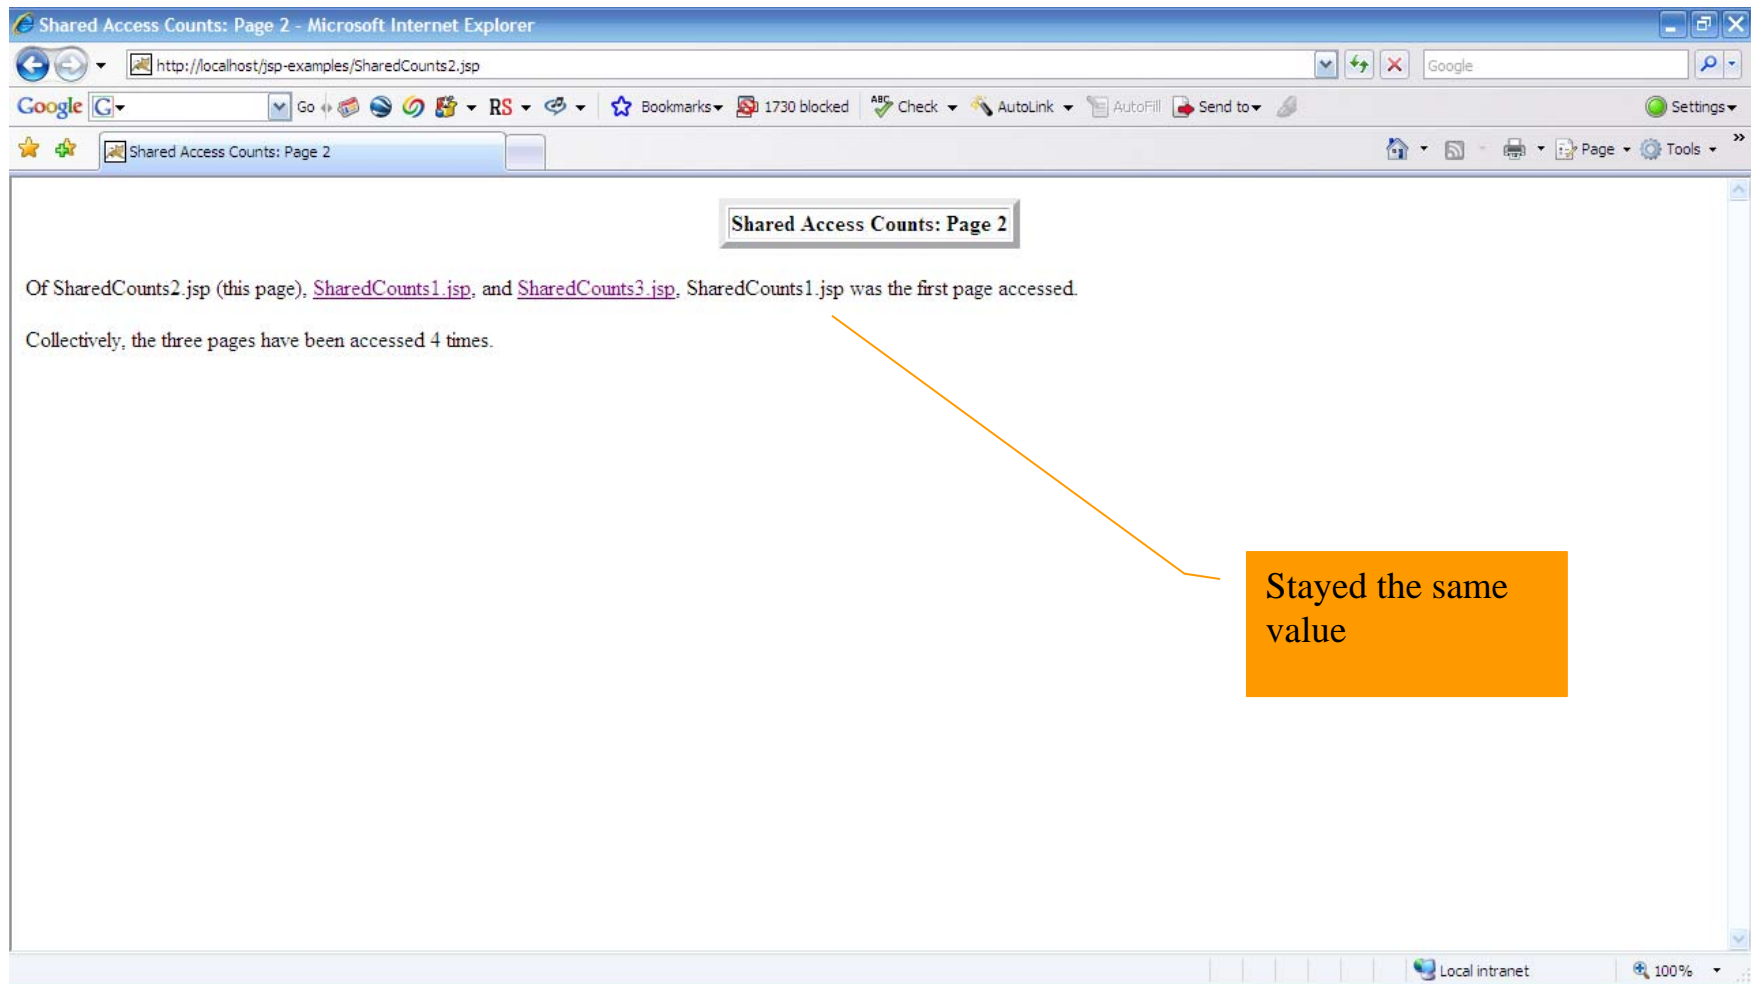 Shared Access Counts: Page 2 - Microsoft Internet Explorer
http://localhost/jsp-examples/SharedCounts2.jsp
Google
Google G Go RS Bookmarks 1730 blocked ABC Check AutoLink AutoFill Send to Settings
Shared Access Counts: Page 2
Page Tools »
Shared Access Counts: Page 2
Of SharedCounts2.jsp (this page), SharedCounts1.jsp, and SharedCounts3.jsp, SharedCounts1.jsp was the first page accessed.
Collectively, the three pages have been accessed 4 times.
Stayed the same
value
Local intranet
100%